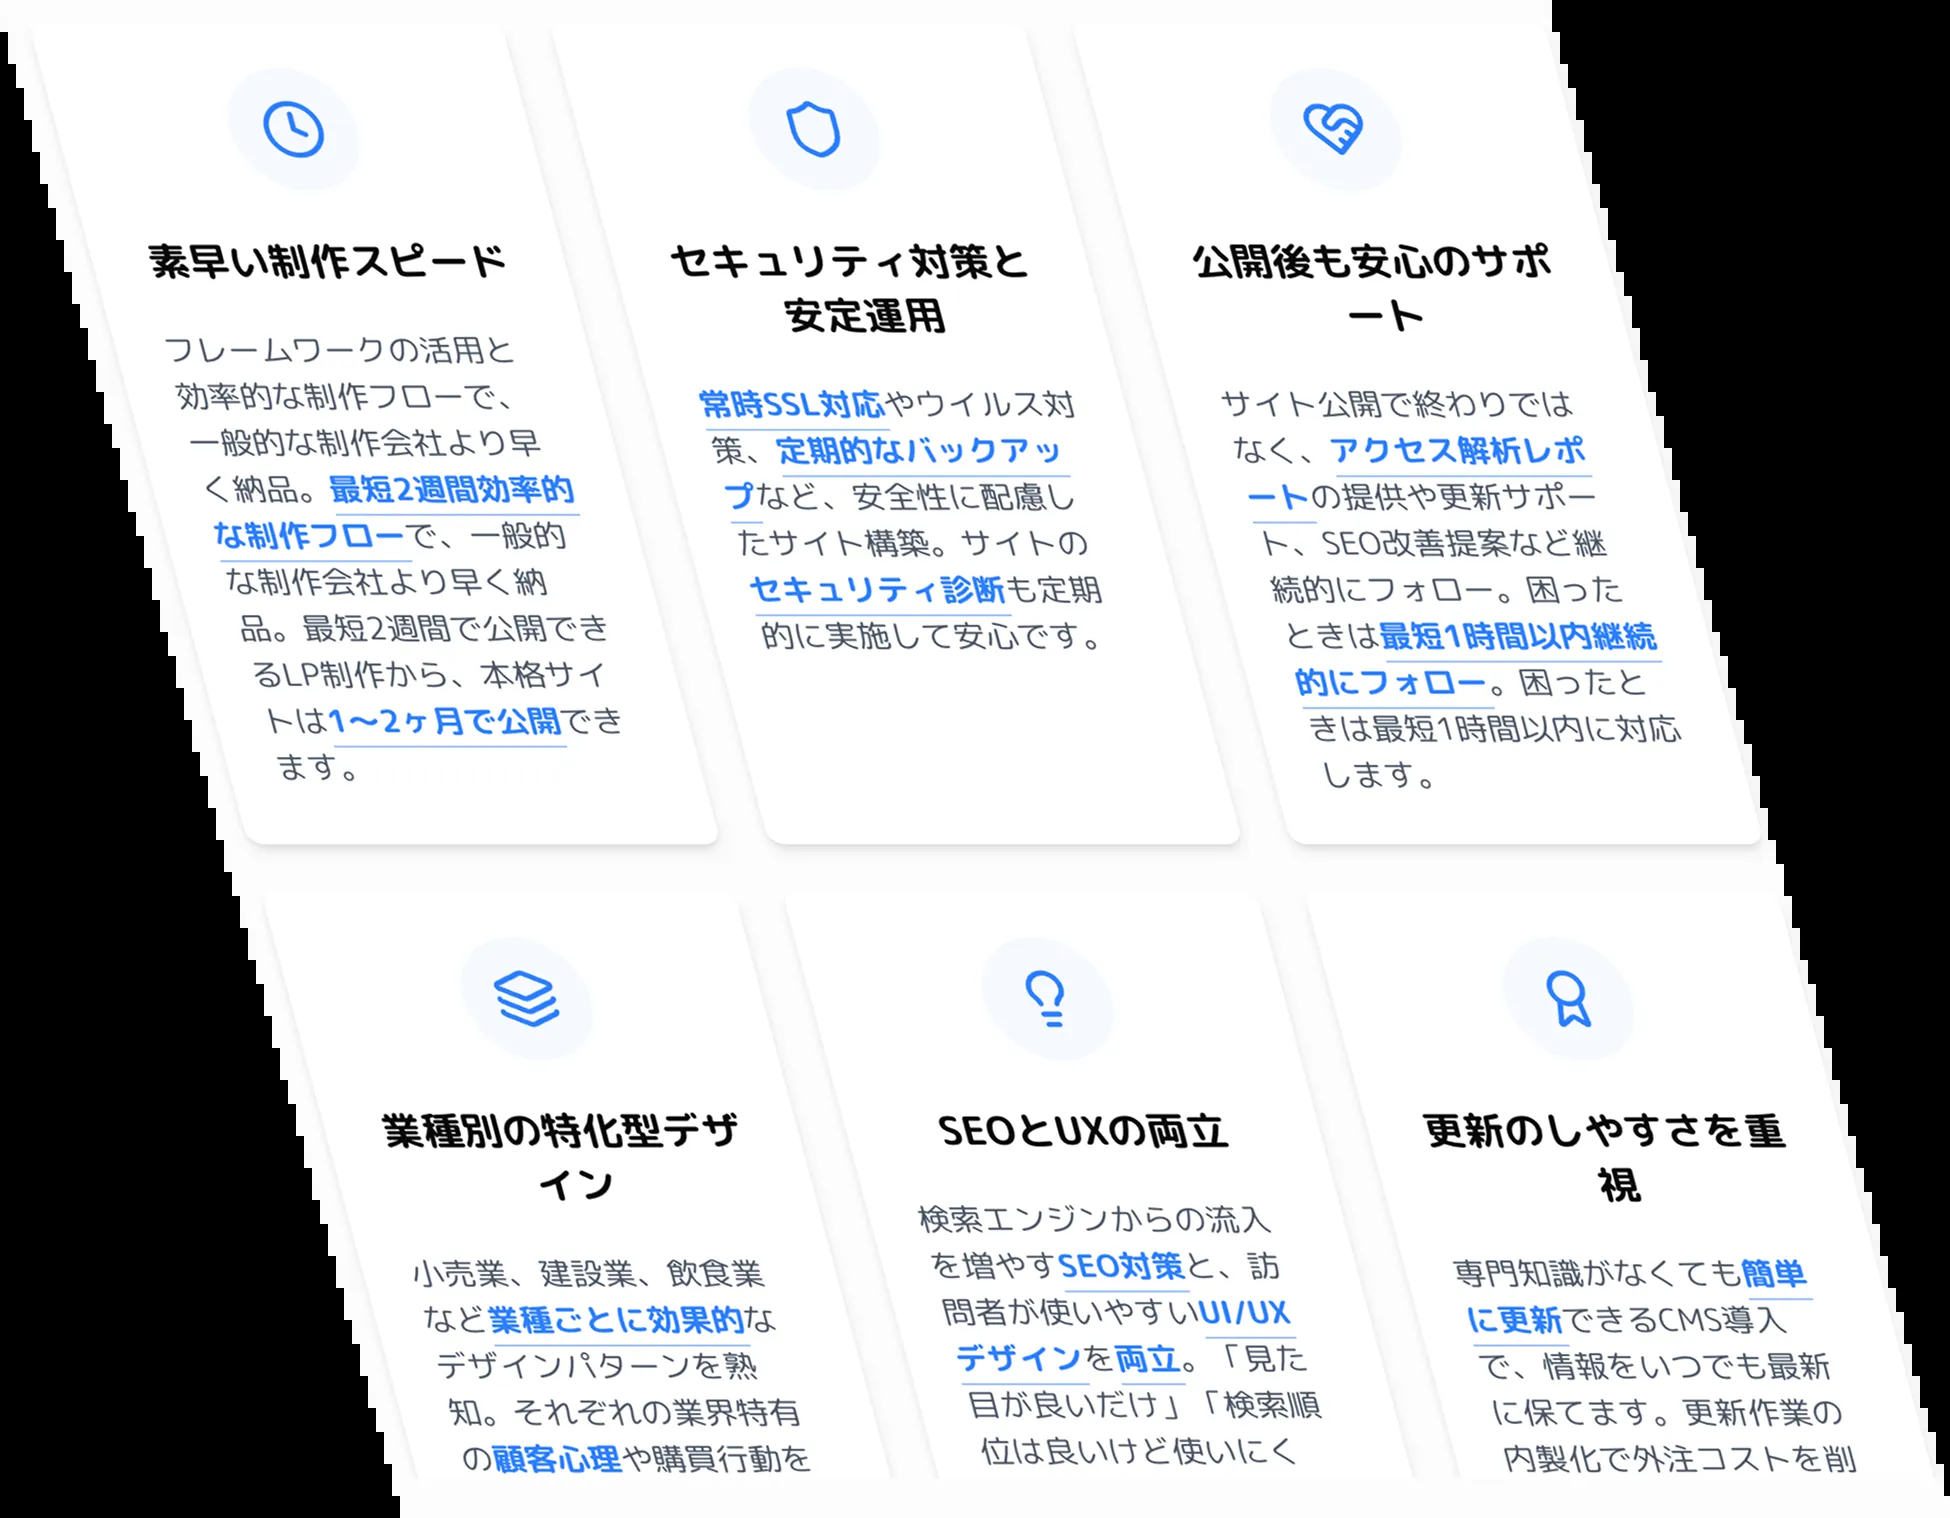 素早い制作スピード
フレームワークの活用と
効率的な制作フローで、
一般的な制作会社より早
く納品。最短2週間効率的
な制作フローで、一般的
な制作会社より早く納
品。最短2週間で公開でき
るLP制作から、本格サイ
トは1〜2ヶ月で公開でき
ます。
セキュリティ対策と
安定運用
常時SSL対応やウイルス対
策、定期的なバックアッ
プなど、安全性に配慮し
たサイト構築。サイトの
セキュリティ診断も定期
的に実施して安心です。
公開後も安心のサポ
ート
サイト公開で終わりでは
なく、アクセス解析レポ
ートの提供や更新サポー
ト、SEO改善提案など継
続的にフォロー。困った
ときは最短1時間以内継続
的にフォロー。困ったと
きは最短1時間以内に対応
します。
業種別の特化型デザ
イン
小売業、建設業、飲食業
など業種ごとに効果的な
デザインパターンを熟
知。それぞれの業界特有
の顧客心理や購買行動を
SEOとUXの両立
検索エンジンからの流入
を増やすSEO対策と、訪
問者が使いやすいUI/UX
デザインを両立。「見た
目が良いだけ」「検索順
位は良いけど使いにく
更新のしやすさを重
視
専門知識がなくても簡単
に更新できるCMS導入
で、情報をいつでも最新
に保てます。更新作業の
内製化で外注コストを削